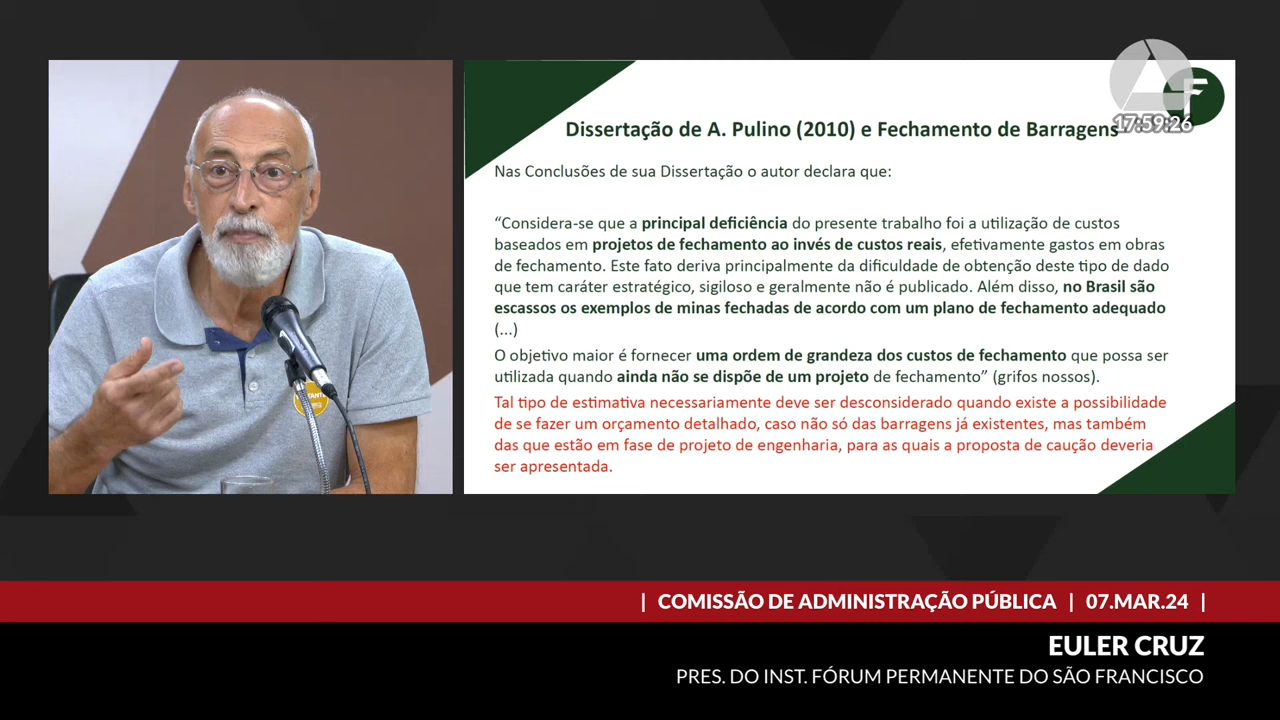 Dissertação de A. Pulino (2010) e Fechamento de Barragens
17:59:26
Nas Conclusões de sua Dissertação o autor declara que:
“Considera-se que a principal deficiência do presente trabalho foi a utilização de custos
baseados em projetos de fechamento ao invés de custos reais, efetivamente gastos em obras
de fechamento. Este fato deriva principalmente da dificuldade de obtenção deste tipo de dado
que tem caráter estratégico, sigiloso e geralmente não é publicado. Além disso, no Brasil são
escassos os exemplos de minas fechadas de acordo com um plano de fechamento adequado
(...)
O objetivo maior é fornecer uma ordem de grandeza dos custos de fechamento que possa ser
utilizada quando ainda não se dispõe de um projeto de fechamento” (grifos nossos).
Tal tipo de estimativa necessariamente deve ser desconsiderado quando existe a possibilidade
de se fazer um orçamento detalhado, caso não só das barragens já existentes, mas também
das que estão em fase de projeto de engenharia, para as quais a proposta de caução deveria
ser apresentada.
| COMISSÃO DE ADMINISTRAÇÃO PÚBLICA | 07.MAR.24 |
EULER CRUZ
PRES. DO INST. FÓRUM PERMANENTE DO SÃO FRANCISCO